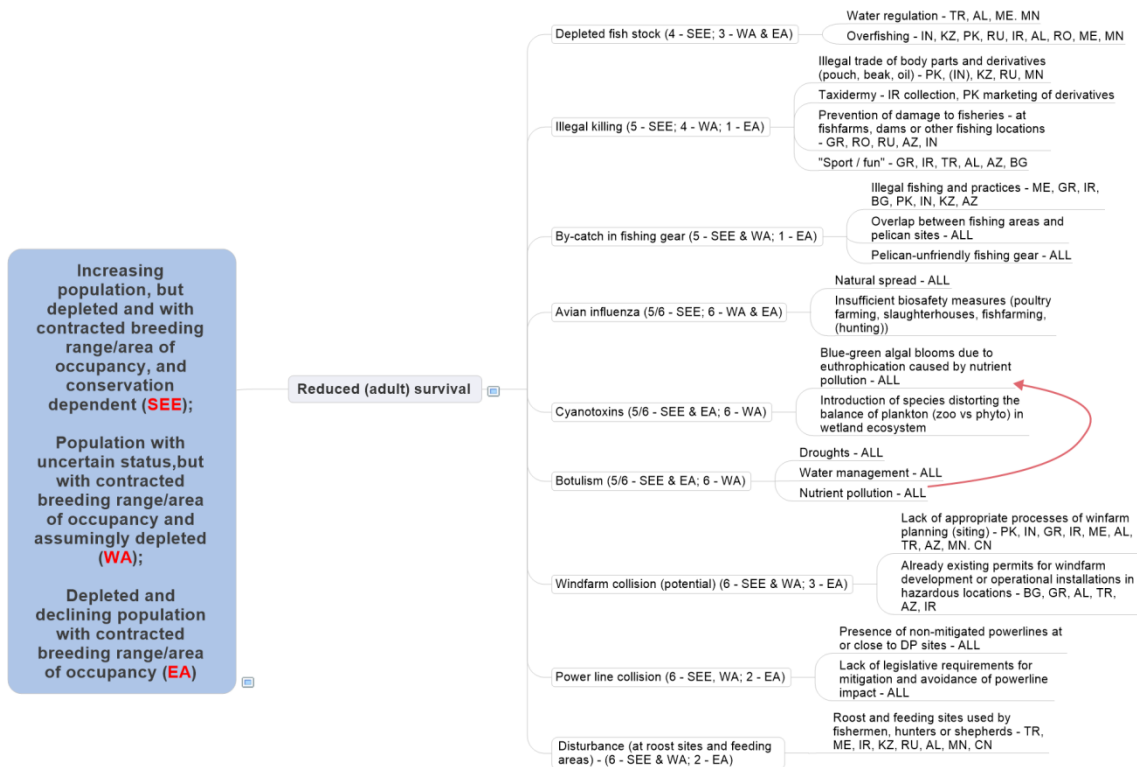 Increasing
population, but
depleted and with
contracted breeding
range/area of
occupancy, and
conservation
dependent (SEE);
Population with
uncertain status,but
with contracted
breeding range/area
of occupancy and
assumingly depleted
(WA);
Depleted and
declining population
with contracted
breeding range/area
of occupancy (EA)
Reduced (adult) survival
Depleted fish stock (4 - SEE; 3 - WA & EA)
Water regulation - TR, AL, ME. MN
Overfishing - IN, KZ, PK, RU, IR, AL, RO, ME, MN
Illegal killing (5 - SEE; 4 - WA; 1 - EA)
Illegal trade of body parts and derivatives
(pouch, beak, oil) - PK, (IN), KZ, RU, MN
Taxidermy - IR collection, PK marketing of derivatives
Prevention of damage to fisheries - at
fishfarms, dams or other fishing locations
- GR, RO, RU, AZ, IN
"Sport / fun" - GR, IR, TR, AL, AZ, BG
By-catch in fishing gear (5 - SEE & WA; 1 - EA)
Illegal fishing and practices - ME, GR, IR,
BG, PK, IN, KZ, AZ
Overlap between fishing areas and
pelican sites - ALL
Pelican-unfriendly fishing gear - ALL
Avian influenza (5/6 - SEE; 6 - WA & EA)
Natural spread - ALL
Insufficient biosafety measures (poultry
farming, slaughterhouses, fishfarming,
(hunting))
Cyanotoxins (5/6 - SEE & EA; 6 - WA)
Blue-green algal blooms due to
euthrophication caused by nutrient
pollution - ALL
Introduction of species distorting the
balance of plankton (zoo vs phyto) in
wetland ecosystem
Botulism (5/6 - SEE & EA; 6 - WA)
Droughts - ALL
Water management - ALL
Nutrient pollution - ALL
Windfarm collision (potential) (6 - SEE & WA; 3 - EA)
Lack of appropriate processes of winfarm
planning (siting) - PK, IN, GR, IR, ME, AL,
TR, AZ, MN. CN
Already existing permits for windfarm
development or operational installations in
hazardous locations - BG, GR, AL, TR,
AZ, IR
Power line collision (6 - SEE, WA; 2 - EA)
Presence of non-mitigated powerlines at
or close to DP sites - ALL
Lack of legislative requirements for
mitigation and avoidance of powerline
impact - ALL
Disturbance (at roost sites and feeding
areas) - (6 - SEE & WA; 2 - EA)
Roost and feeding sites used by
fishermen, hunters or shepherds - TR,
ME, IR, KZ, RU, AL, MN, CN